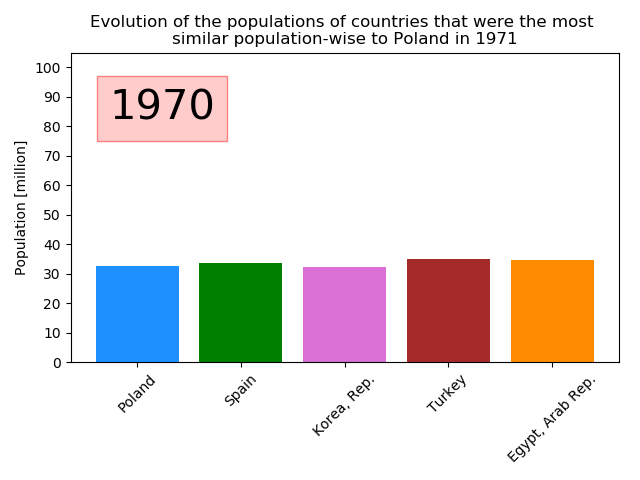 Evolution of the populations of countries that were the most
similar population-wise to Poland in 1971
1970
Population [million]
100
90
80
70
60
50
40
30
20
10
0
Poland
Spain
Korea, Rep.
Turkey
Egypt, Arab Rep.